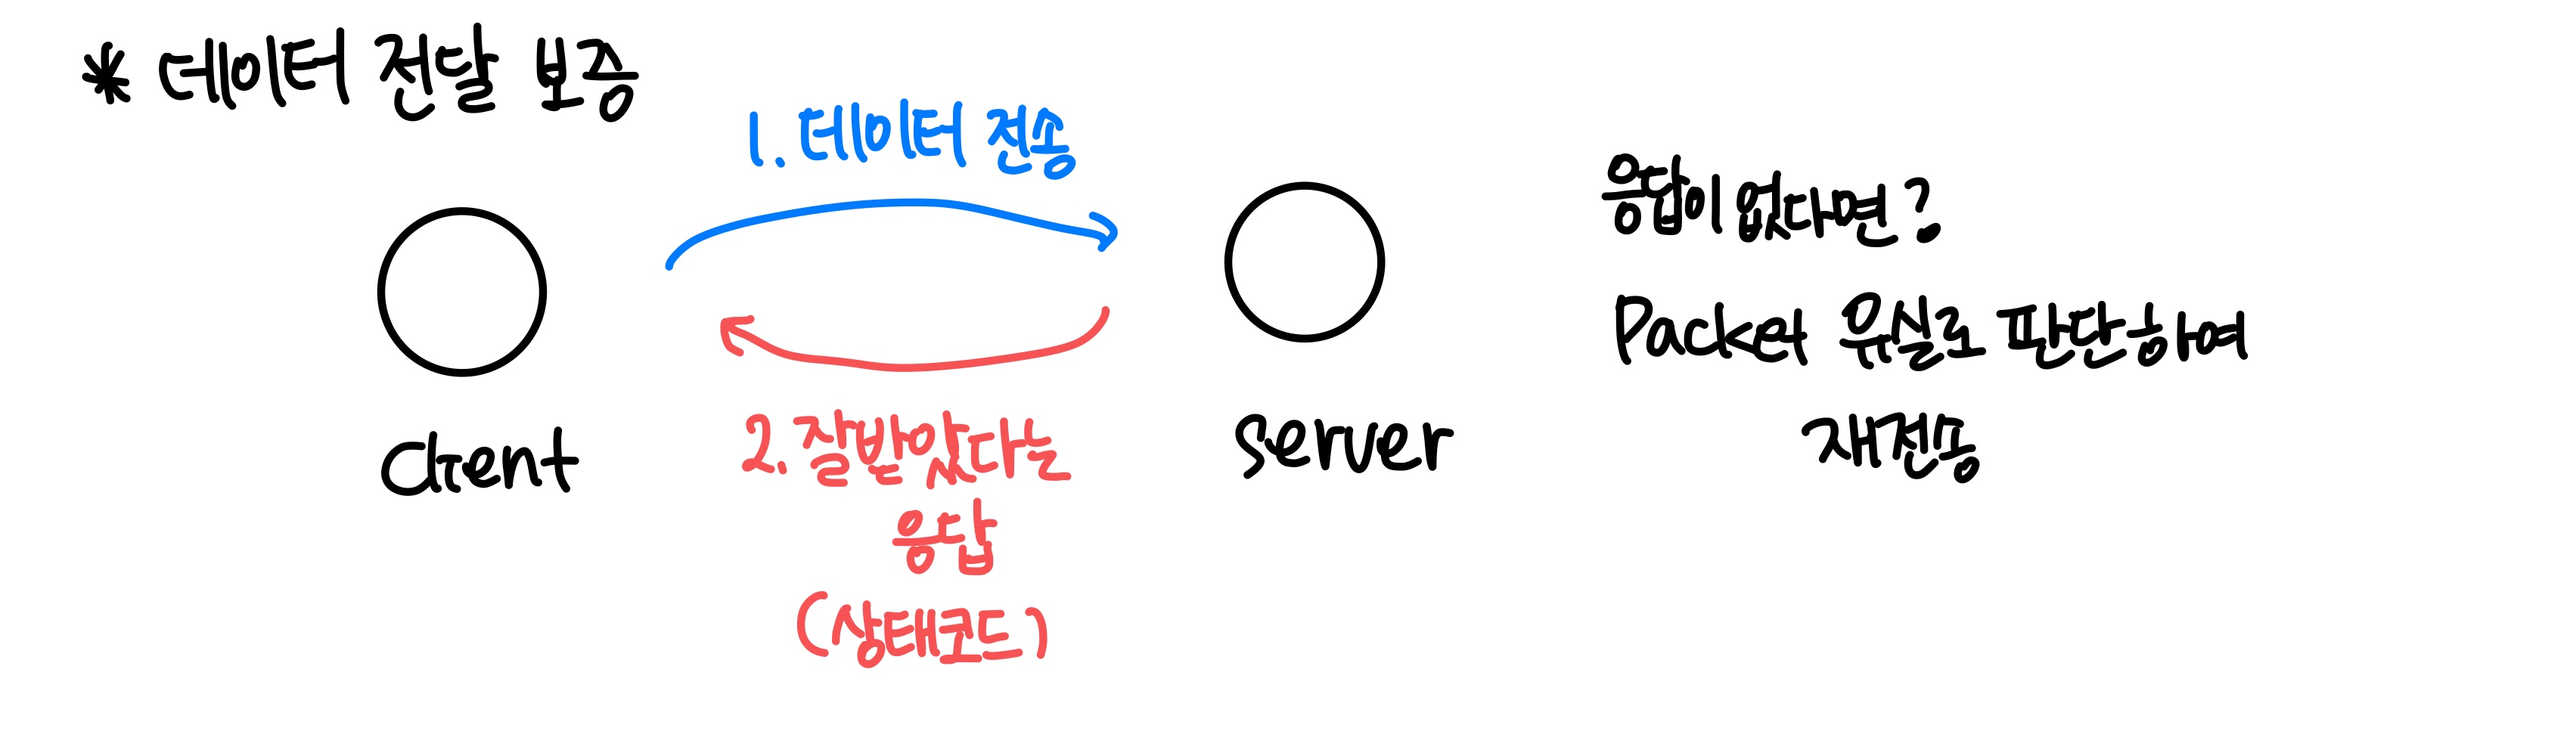 * 데이터 전달 보증
1. 데이터 전송
client
server
2. 잘받았다는
응답
(상태코드)
응답이 없다면?
Packet 유실로 판단하여
재전송